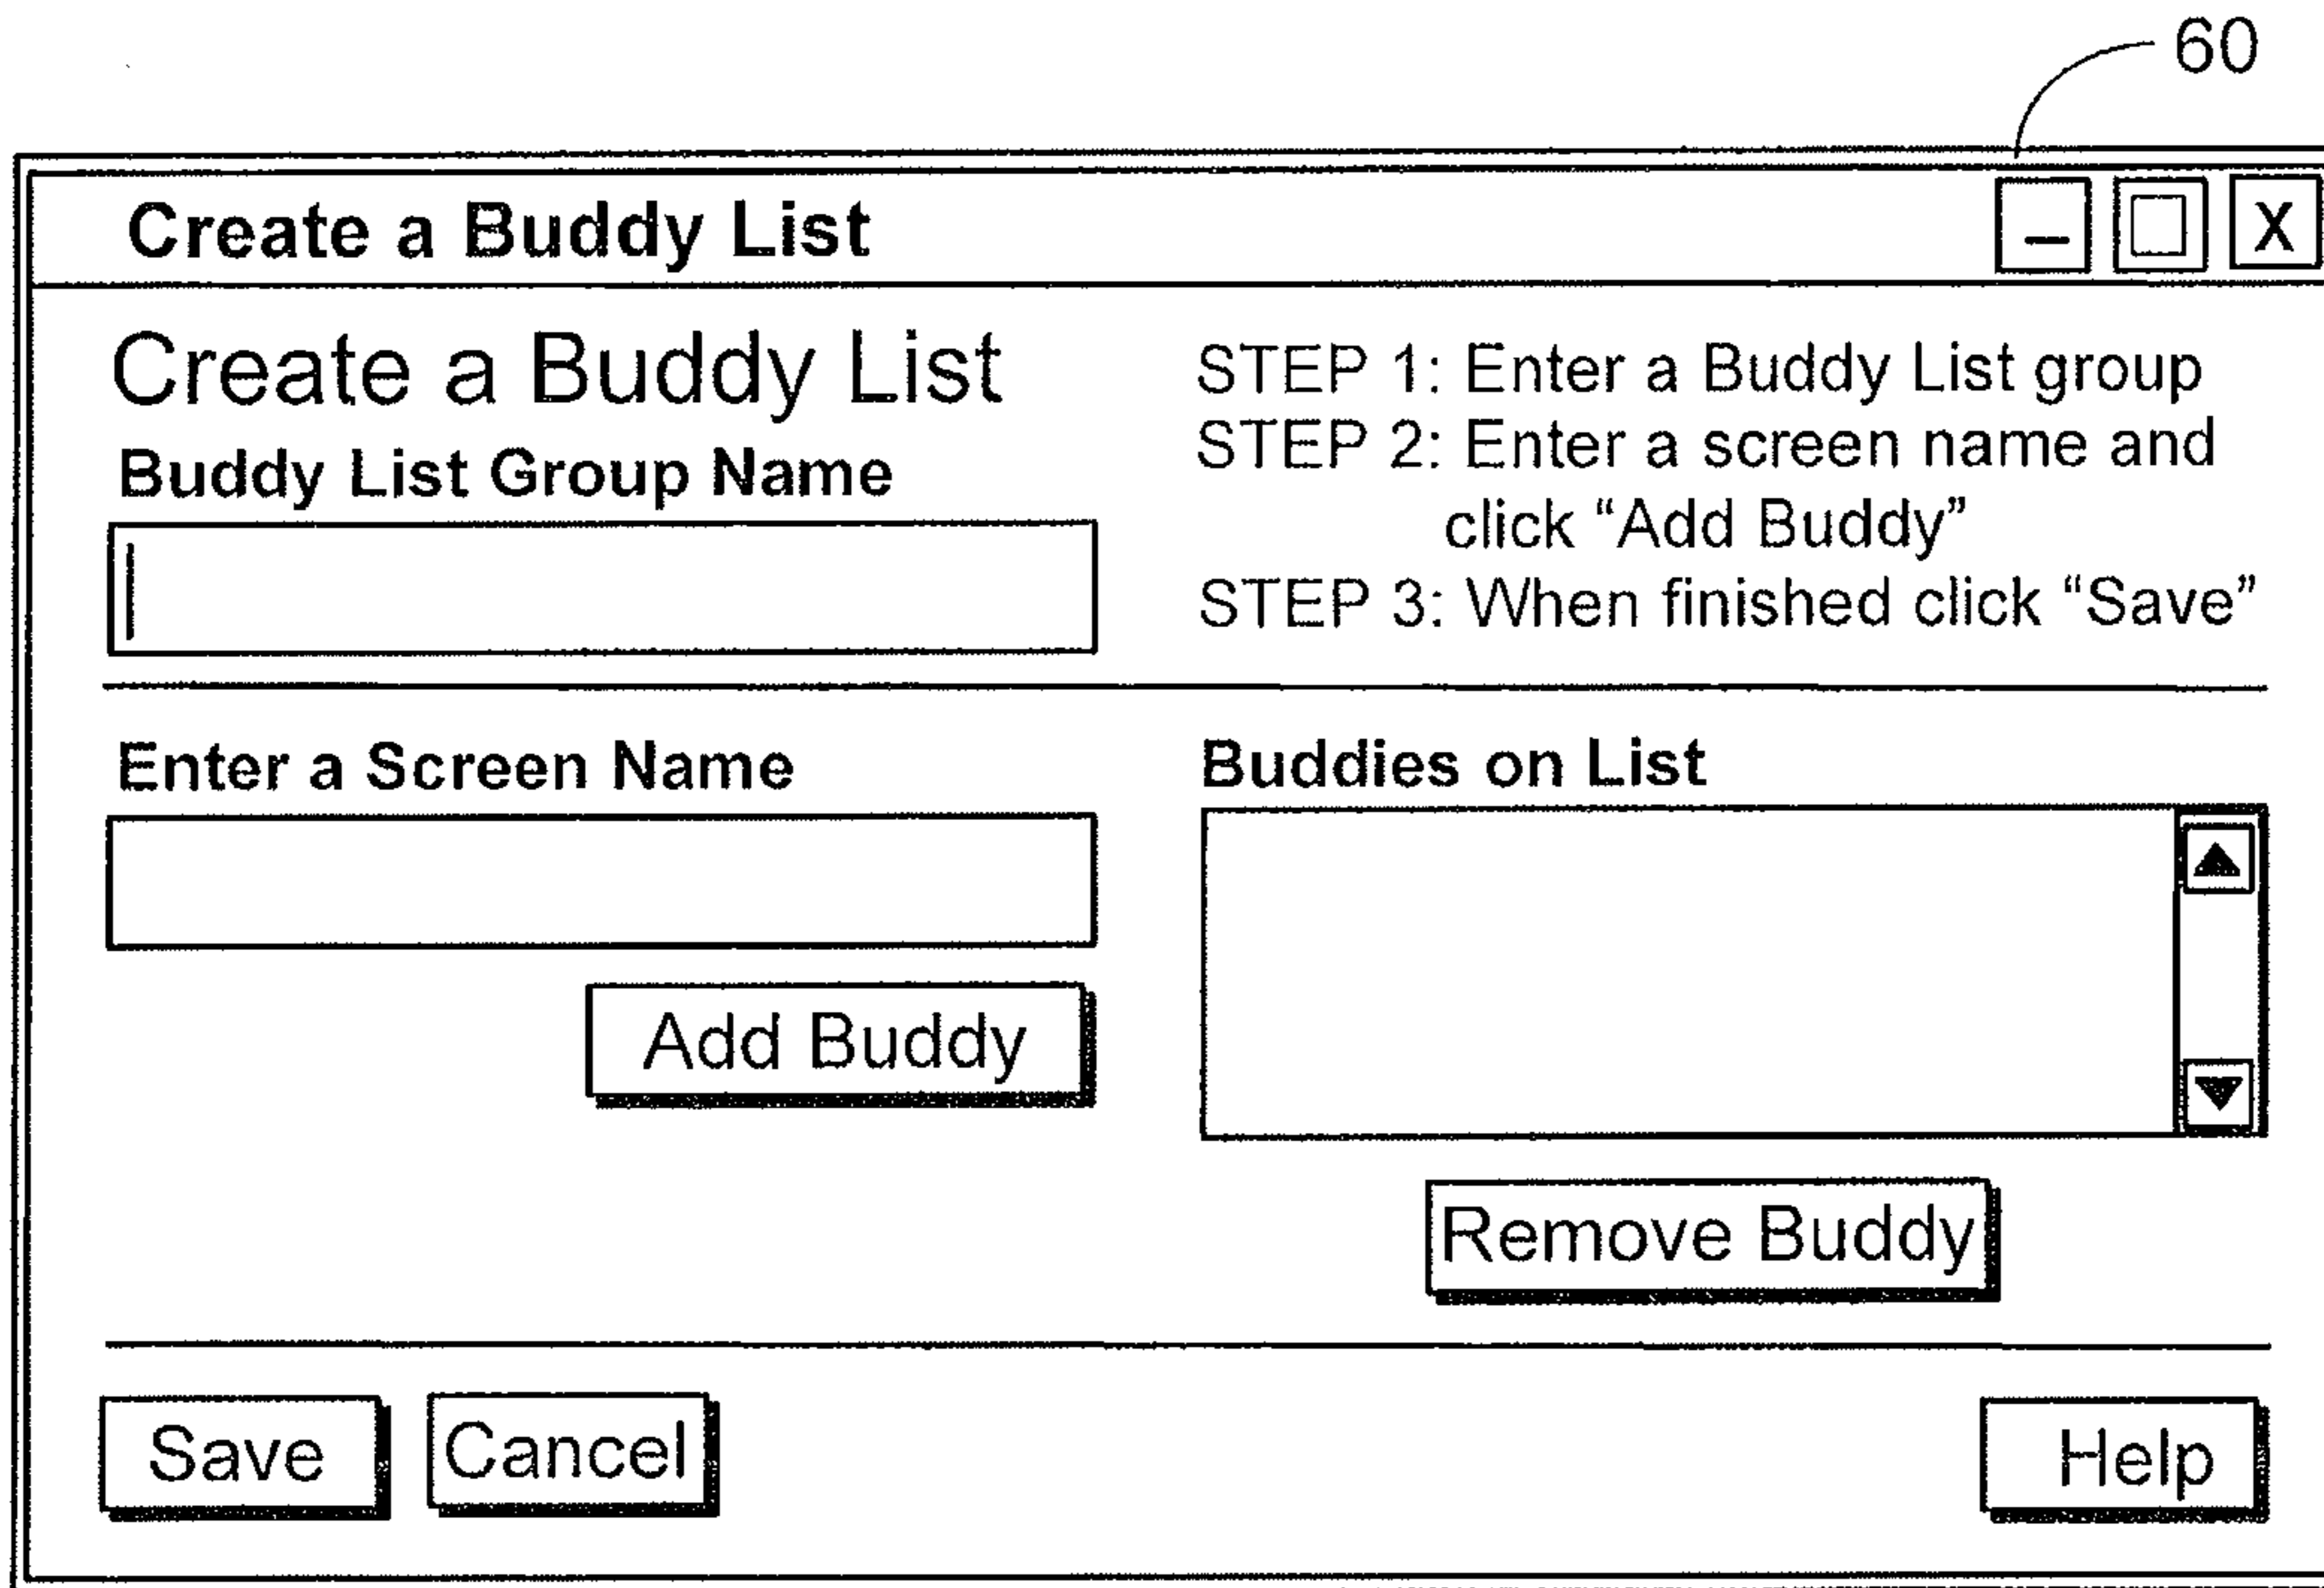 60
Create a Buddy List
X
Create a Buddy List
Buddy List Group Name
STEP 1: Enter a Buddy List group
STEP 2: Enter a screen name and
click “Add Buddy”
STEP 3: When finished click “Save”
Enter a Screen Name
Add Buddy
Buddies on List
Remove Buddy
Save
Cancel
Help